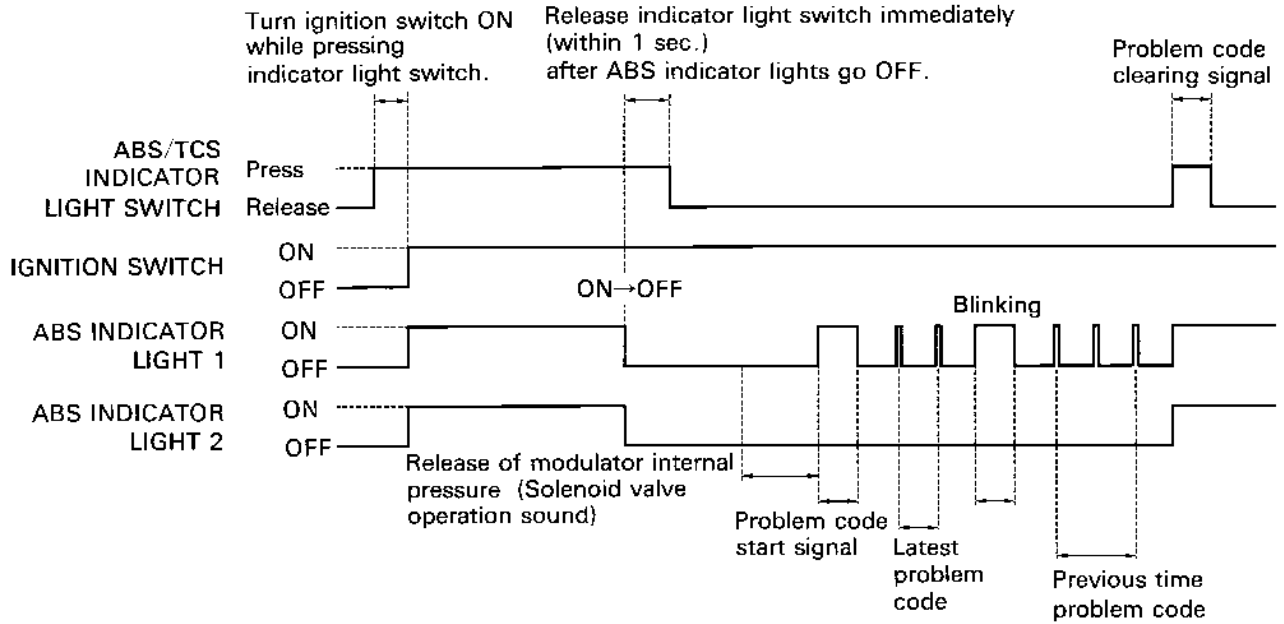 Turn ignition switch ON
while pressing
indicator light switch.
Release indicator light switch immediately
(within 1 sec.)
after ABS indicator lights go OFF.
Problem code
clearing signal
ABS/TCS
INDICATOR
LIGHT SWITCH
Press
Release
IGNITION SWITCH
ON
OFF
ON→OFF
Blinking
ABS INDICATOR
LIGHT 1
ON
OFF
ABS INDICATOR
LIGHT 2
ON
OFF
Release of modulator internal
pressure (Solenoid valve
operation sound)
Problem code
start signal
Latest
problem
code
Previous time
problem code